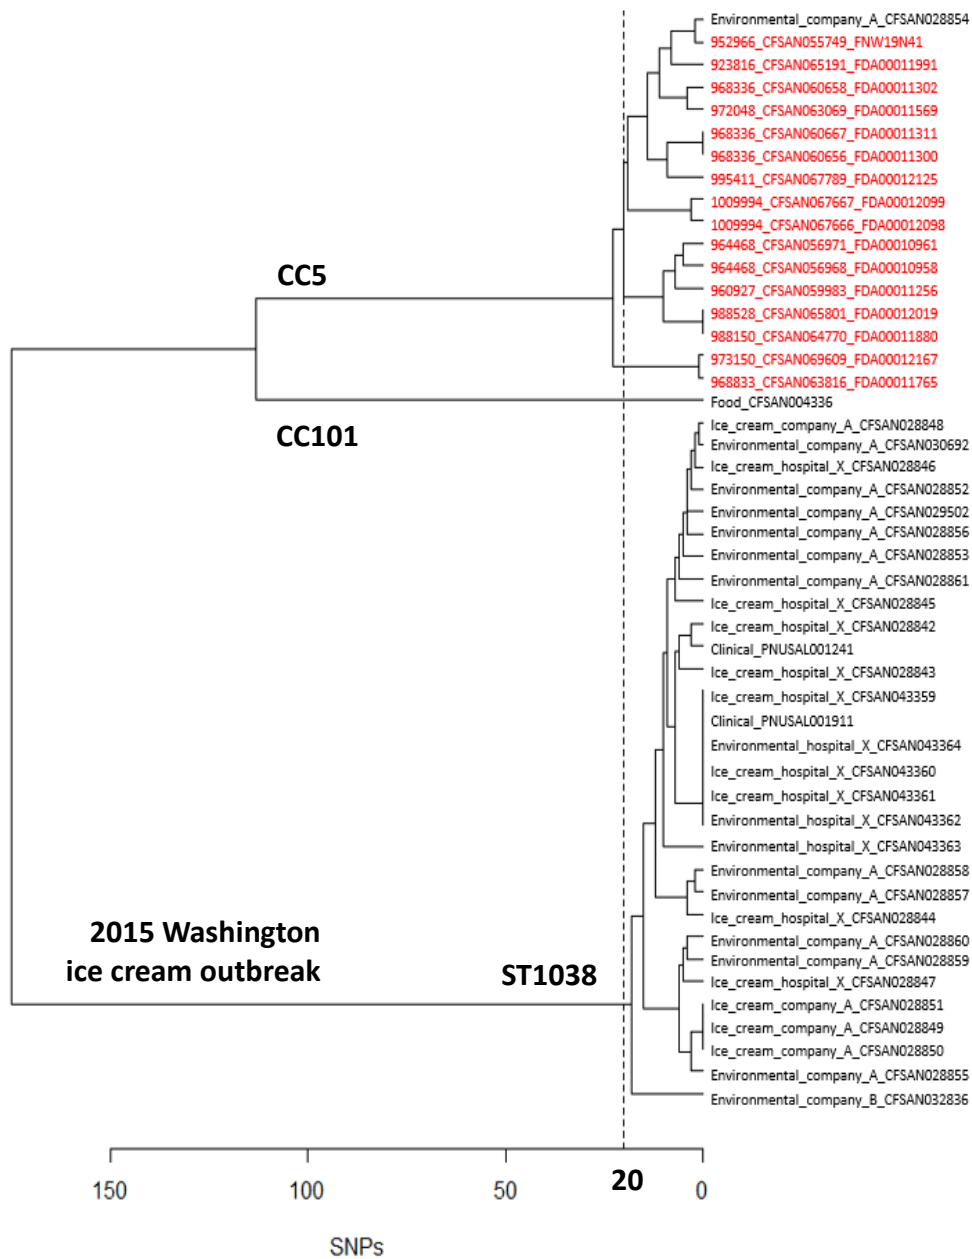 Environmental_company_A_CFSAN028854
952966_CFSAN055749_FNW19N41
923816_CFSAN065191_FDA00011991
968336_CFSAN060658_FDA00011302
972048_CFSAN063069_FDA00011569
968336_CFSAN060667_FDA00011311
968336_CFSAN060656_FDA00011300
995411_CFSAN067789_FDA00012125
1009994_CFSAN067667_FDA00012099
1009994_CFSAN067666_FDA00012098
964468_CFSAN056971_FDA00010961
964468_CFSAN056968_FDA00010958
CC5
960927_CFSAN059983_FDA00011256
988528_CFSAN065801_FDA00012019
988150_CFSAN064770_FDA00011880
973150_CFSAN069609_FDA00012167
968833_CFSAN063816_FDA00011765
Food_CFSAN004336
Ice_cream_company_A_CFSAN028848
CC101
Environmental_company_A_CFSAN030692
Ice_cream_hospital_X_CFSAN028846
Environmental_company_A_CFSAN028852
Environmental_company_A_CFSAN029502
Environmental_company_A_CFSAN028856
Environmental_company_A_CFSAN028853
Environmental_company_A_CFSAN028861
Ice_cream_hospital_X_CFSAN028845
Ice_cream_hospital_X_CFSAN028842
Clinical_PNUSAL001241
Ice_cream_hospital_X_CFSAN028843
Ice_cream_hospital_X_CFSAN043359
Clinical_PNUSAL001911
Environmental_hospital_X_CFSAN043364
Ice_cream_hospital_X_CFSAN043360
Ice_cream_hospital_X_CFSAN043361
Environmental_hospital_X_CFSAN043362
Environmental_hospital_X_CFSAN043363
Environmental_company_A_CFSAN028858
Environmental_company_A_CFSAN028857
Ice_cream_hospital_X_CFSAN028844
2015 Washington
ice cream outbreak
ST1038
Environmental_company_A_CFSAN028860
Environmental_company_A_CFSAN028859
Ice_cream_hospital_X_CFSAN028847
Ice_cream_company_A_CFSAN028851
Ice_cream_company_A_CFSAN028849
Ice_cream_company_A_CFSAN028850
Environmental_company_A_CFSAN028855
Environmental_company_B_CFSAN032836
150 100 50 20 0
SNPs